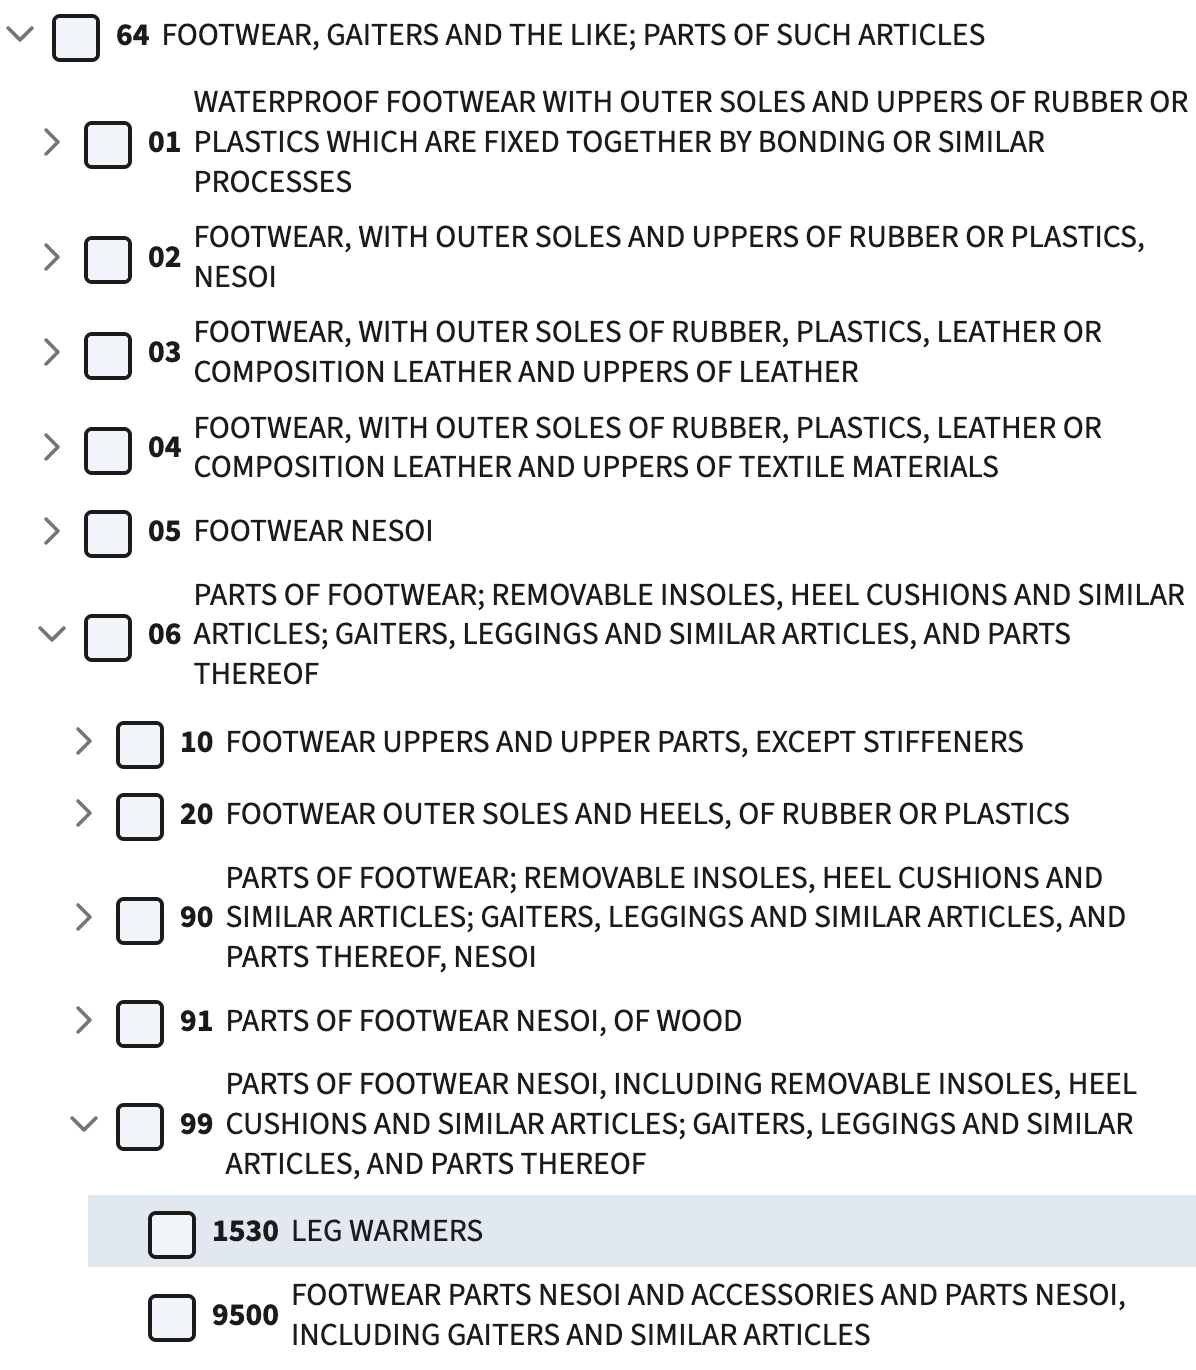 64 FOOTWEAR, GAITERS AND THE LIKE; PARTS OF SUCH ARTICLES
WATERPROOF FOOTWEAR WITH OUTER SOLES AND UPPERS OF RUBBER OR
01 PLASTICS WHICH ARE FIXED TOGETHER BY BONDING OR SIMILAR
PROCESSES
FOOTWEAR, WITH OUTER SOLES AND UPPERS OF RUBBER OR PLASTICS,
02
NESOI
FOOTWEAR, WITH OUTER SOLES OF RUBBER, PLASTICS, LEATHER OR
03
COMPOSITION LEATHER AND UPPERS OF LEATHER
FOOTWEAR, WITH OUTER SOLES OF RUBBER, PLASTICS, LEATHER OR
04
COMPOSITION LEATHER AND UPPERS OF TEXTILE MATERIALS
05 FOOTWEAR NESOI
PARTS OF FOOTWEAR; REMOVABLE INSOLES, HEEL CUSHIONS AND SIMILAR
06 ARTICLES; GAITERS, LEGGINGS AND SIMILAR ARTICLES, AND PARTS
THEREOF
10 FOOTWEAR UPPERS AND UPPER PARTS, EXCEPT STIFFENERS
20 FOOTWEAR OUTER SOLES AND HEELS, OF RUBBER OR PLASTICS
PARTS OF FOOTWEAR; REMOVABLE INSOLES, HEEL CUSHIONS AND
90 SIMILAR ARTICLES; GAITERS, LEGGINGS AND SIMILAR ARTICLES, AND
PARTS THEREOF, NESOI
91 PARTS OF FOOTWEAR NESOI, OF WOOD
PARTS OF FOOTWEAR NESOI, INCLUDING REMOVABLE INSOLES, HEEL
99 CUSHIONS AND SIMILAR ARTICLES; GAITERS, LEGGINGS AND SIMILAR
ARTICLES, AND PARTS THEREOF
1530 LEG WARMERS
FOOTWEAR PARTS NESOI AND ACCESSORIES AND PARTS NESOI,
9500
INCLUDING GAITERS AND SIMILAR ARTICLES